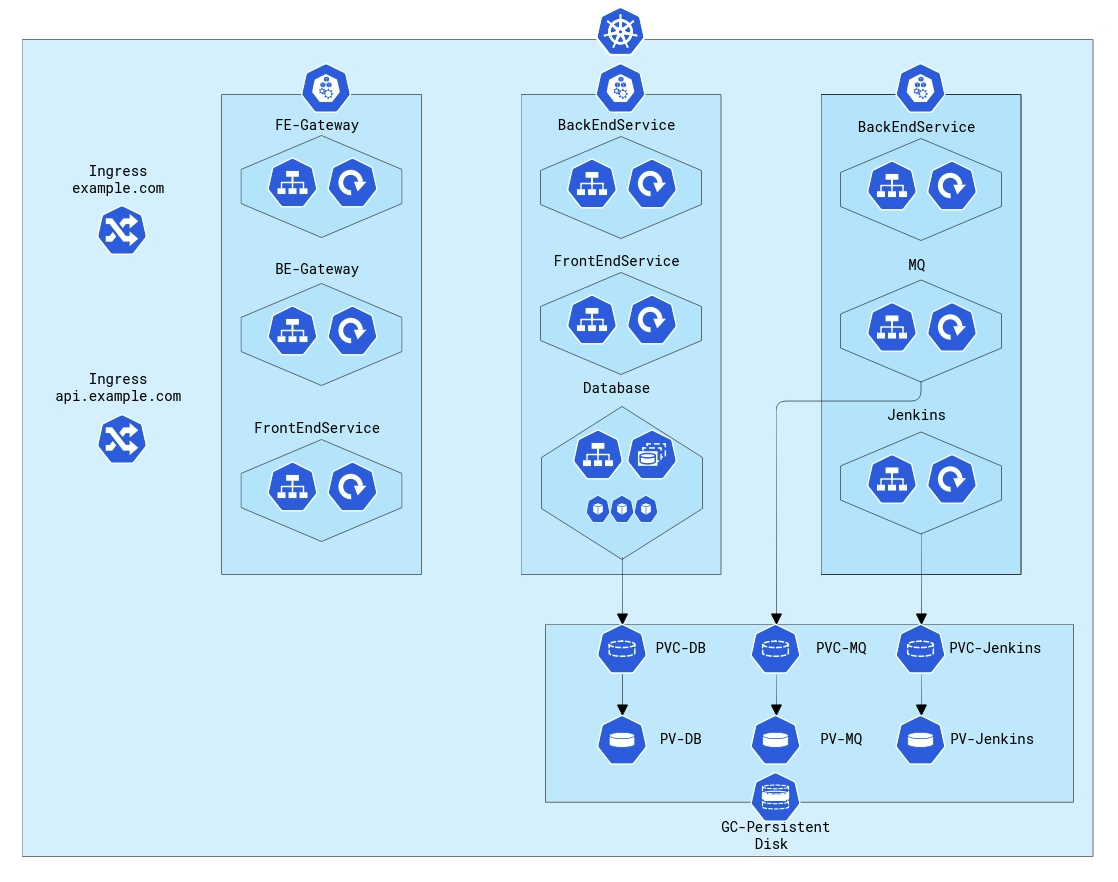 Ingress
example.com
Ingress
api.example.com
FE-Gateway
BE-Gateway
FrontEndService
BackEndService
FrontEndService
Database
BackEndService
MQ
Jenkins
PVC-DB
PVC-MQ
PVC-Jenkins
PV-DB
PV-MQ
PV-Jenkins
GC-Persistent
Disk